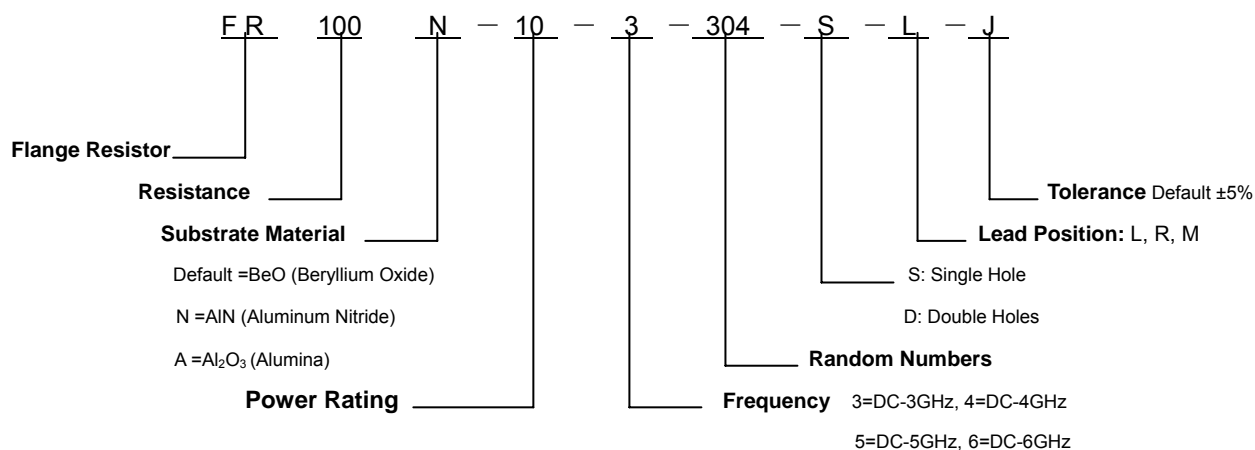 FR 100 N — 10 - 3 - 304 - S - L - J
Flange Resistor
Resistance
Tolerance Default ±5%
Substrate Material
Lead Position: L, R, M
Default =BeO (Beryllium Oxide)
S: Single Hole
N =AlN (Aluminum Nitride)
D: Double Holes
A =Al₂O₃ (Alumina)
Random Numbers
Power Rating
Frequency 3=DC-3GHz, 4=DC-4GHz
5=DC-5GHz, 6=DC-6GHz